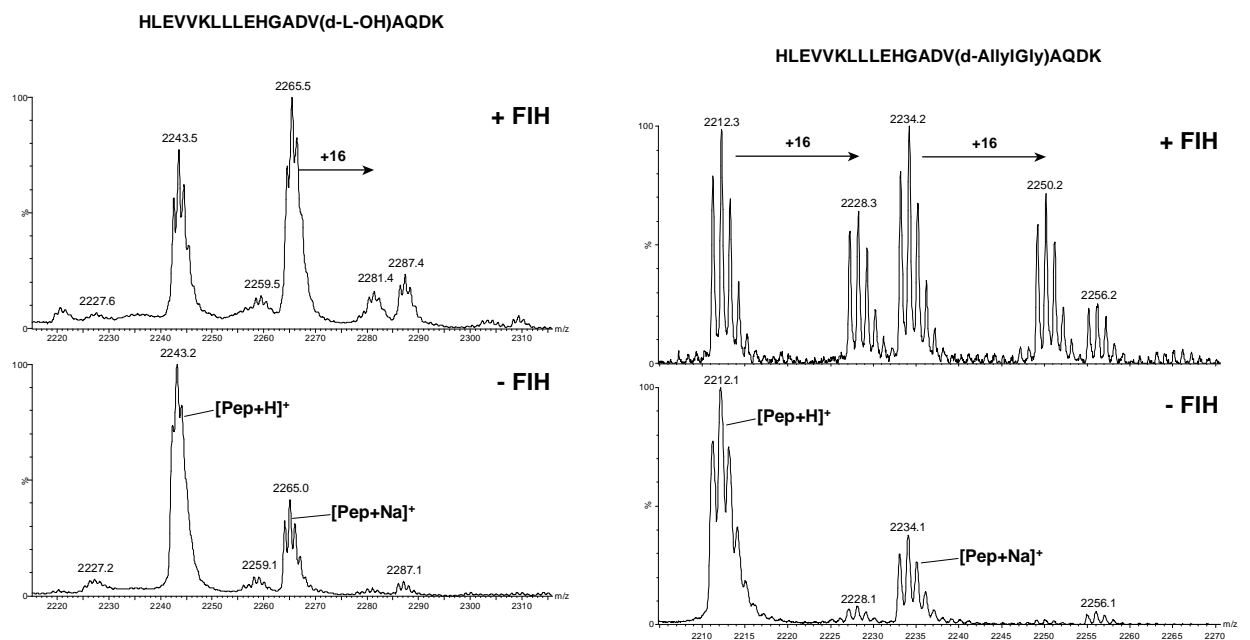 HLEVVKLLLEHGADV(d-L-OH)AQDK
100
%
0
2265.5
2243.5
+16
+ FIH
2227.6
2259.5
2281.4
2287.4
2220 2230 2240 2250 2260 2270 2280 2290 2300 2310 m/z
2243.2
100
%
0
- FIH
[Pep+H]+
2265.0
[Pep+Na]+
2227.2
2259.1
2287.1
2220 2230 2240 2250 2260 2270 2280 2290 2300 2310 m/z
HLEVVKLLLEHGADV(d-AllylGly)AQDK
100
%
0
2212.3
2234.2
+ FIH
+16
+16
2228.3
2250.2
2256.2
m/z
100
%
0
2212.1
- FIH
[Pep+H]+
2234.1
[Pep+Na]+
2228.1
2256.1
2210 2215 2220 2225 2230 2235 2240 2245 2250 2255 2260 2265 2270 m/z